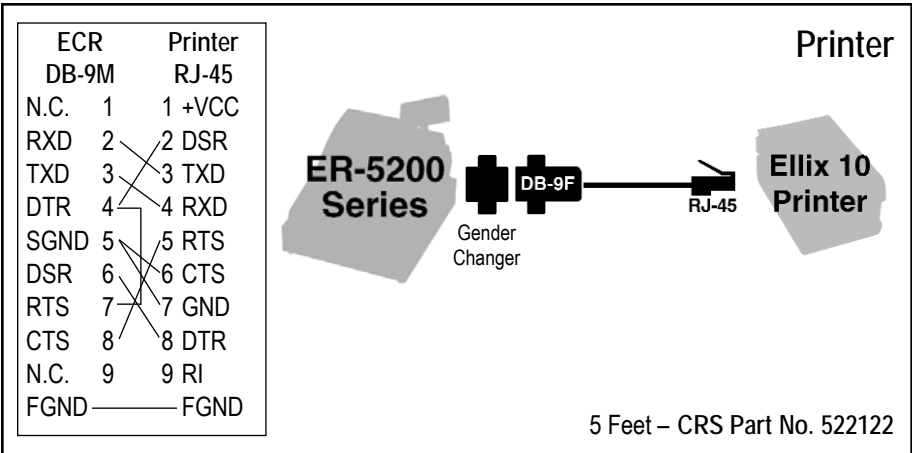 ECR Printer
DB-9M RJ-45
N.C. 1 1 +VCC
RXD 2 2 DSR
TXD 3 3 TXD
DTR 4 4 RXD
SGND 5 5 RTS
DSR 6 6 CTS
RTS 7 7 GND
CTS 8 8 DTR
N.C. 9 9 RI
FGND FGND
Printer
ER-5200
Series
Gender
Changer
DB-9F
RJ-45
Ellix 10
Printer
5 Feet – CRS Part No. 522122